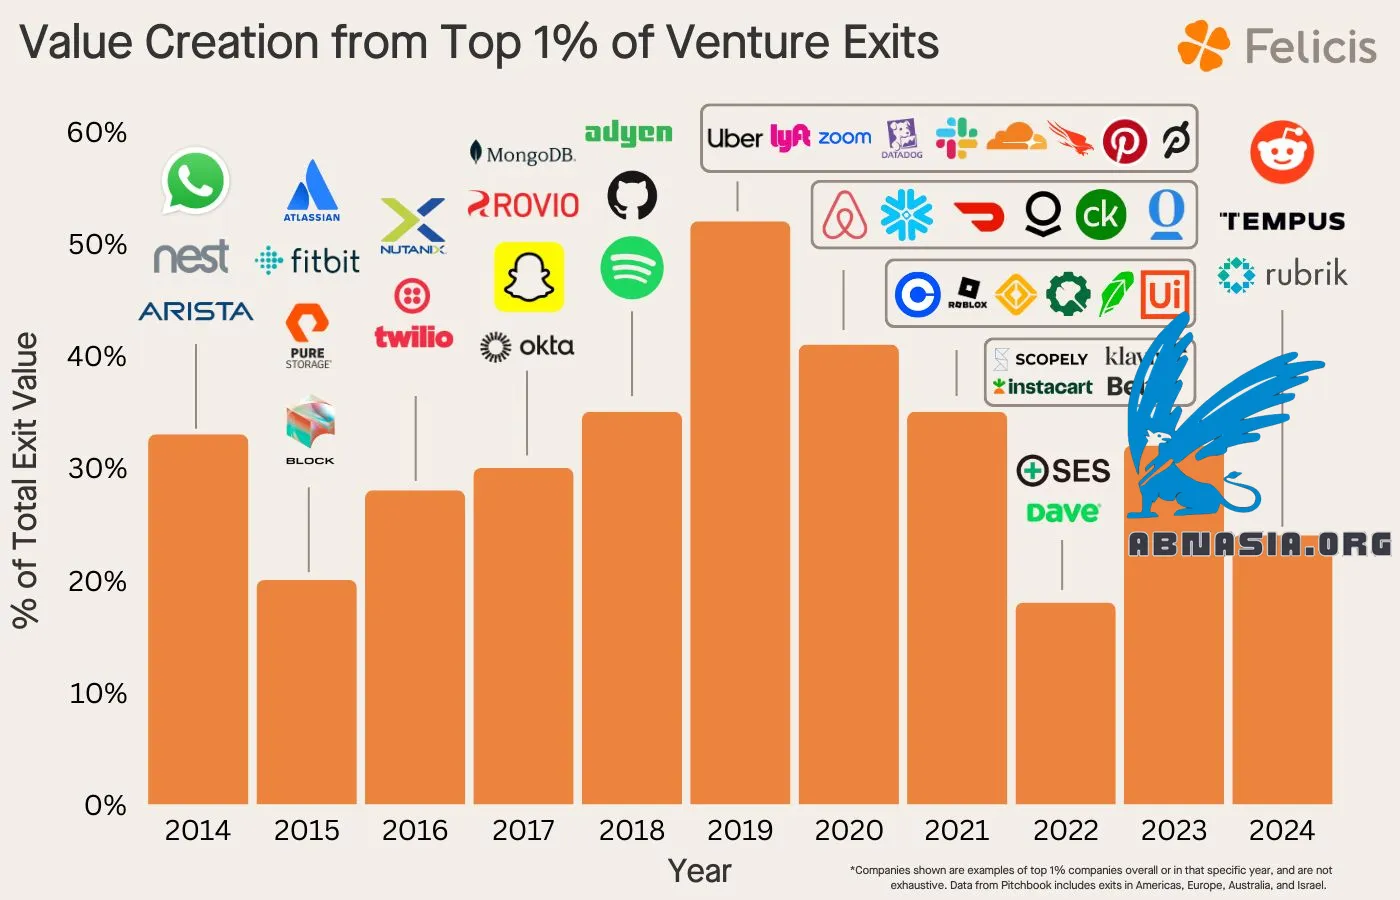 Value Creation from Top 1% of Venture Exits
Felicis
% of Total Exit Value
60%
50%
40%
30%
20%
10%
0%
nest
ARISTA
ATLASSIAN
fitbit
PURE
STORAGE
BLOCK
NUTANIX
twilio
MongoDB.
ROVIO
okta
adyen
Uber lyft zoom DATADOG
ck
ROBLOX Ui
SCOPELY
instacart
SES
Dave
TEMPUS
rubrik
ABNASIA.ORG
2014 2015 2016 2017 2018 2019 2020 2021 2022 2023 2024
Year
*Companies shown are examples of top 1% companies overall or in that specific year, and are not
exhaustive. Data from Pitchbook includes exits in Americas, Europe, Australia, and Israel.